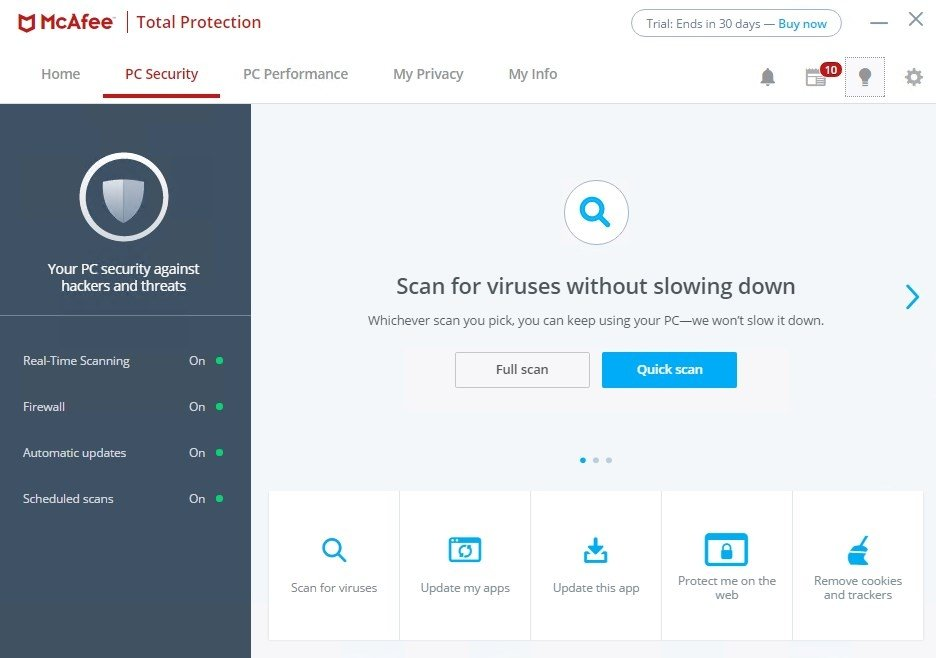 McAfee Total Protection
Trial: Ends in 30 days — Buy now
Home PC Security PC Performance My Privacy My Info
10
Your PC security against
hackers and threats
Real-Time Scanning On
Firewall On
Automatic updates On
Scheduled scans On
Scan for viruses without slowing down
Whichever scan you pick, you can keep using your PC—we won’t slow it down.
Full scan Quick scan
Scan for viruses
Update my apps
Update this app
Protect me on the
web
Remove cookies
and trackers